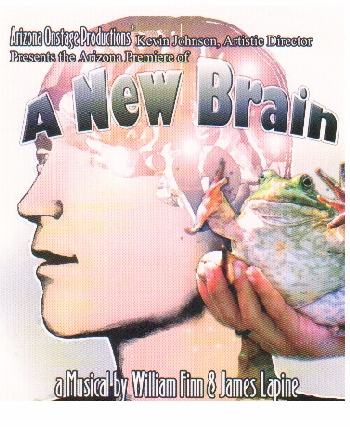 Arizona Onstage Productions' Kevin Johnson, Artistic Director
Presents the Arizona Premiere of
A New Brain
a Musical by William Finn & James Lapine